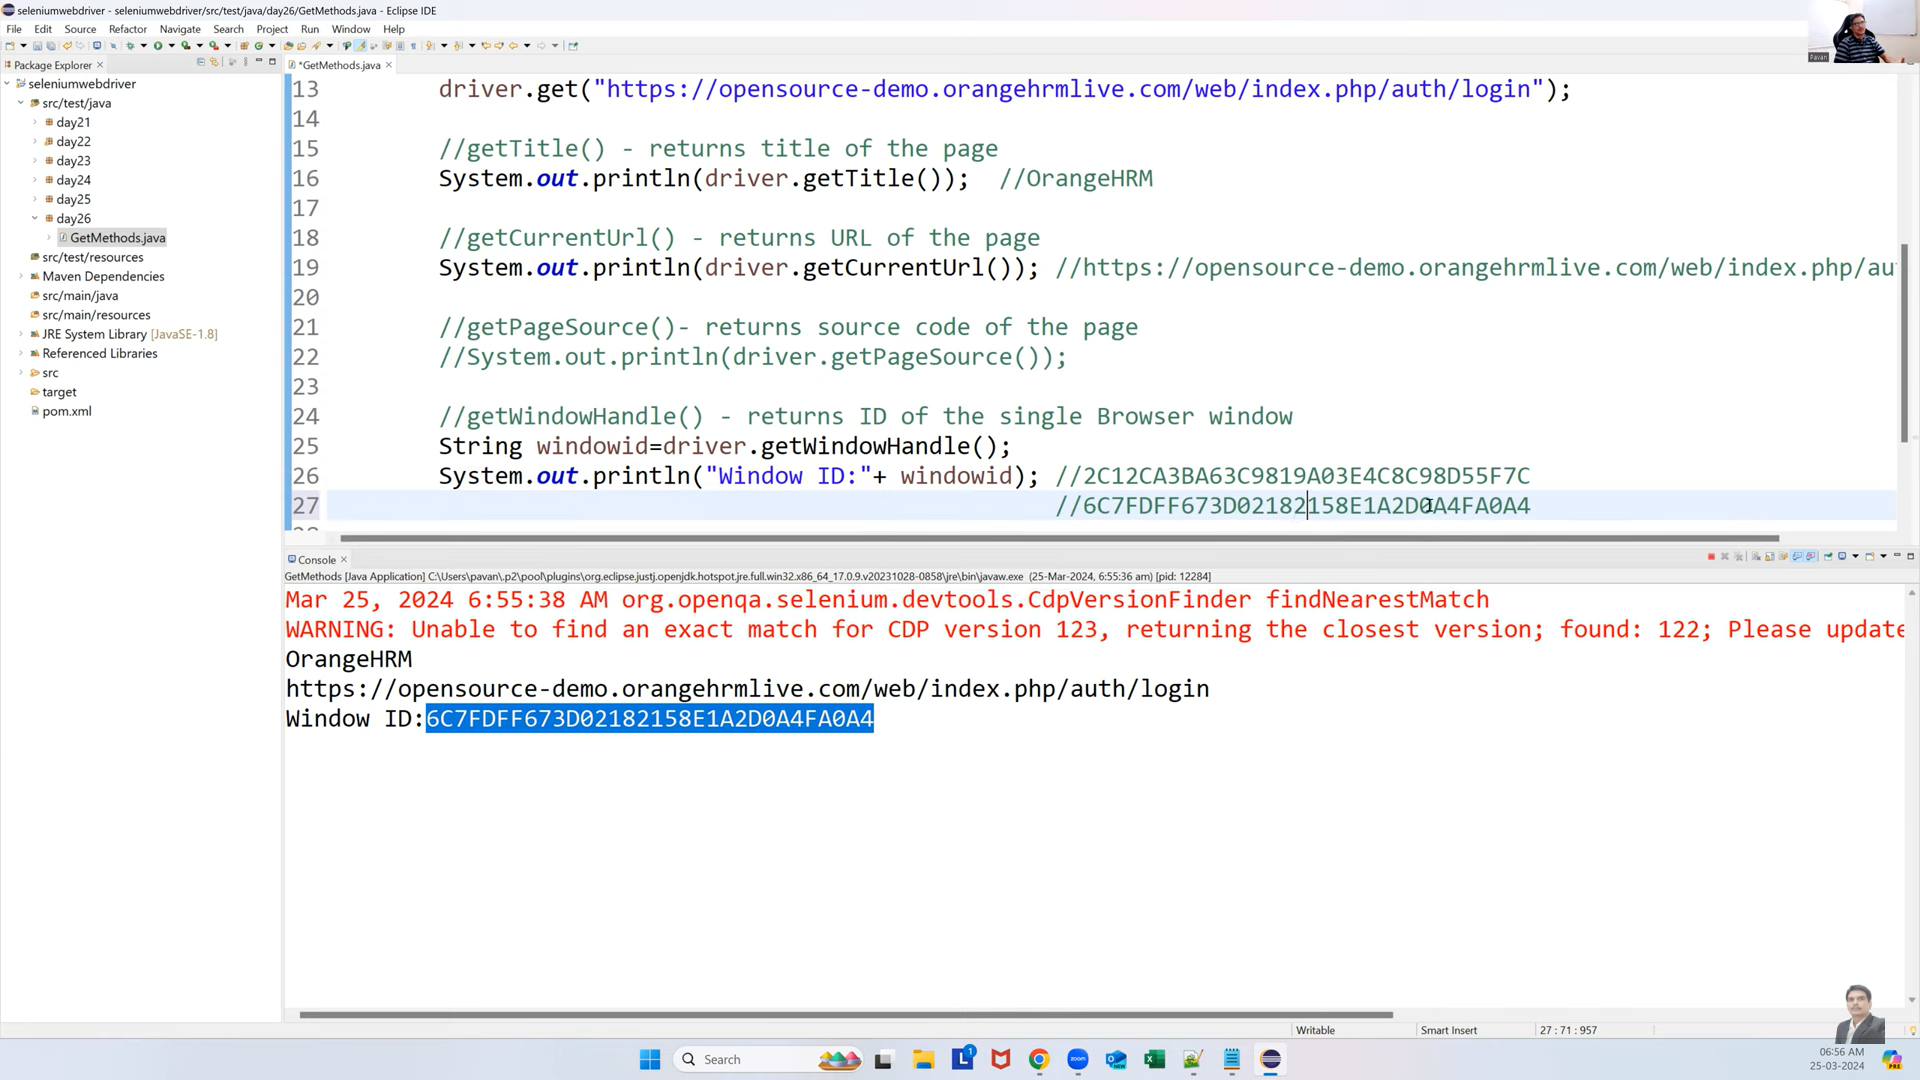 seleniumwebdriver - seleniumwebdriver/src/test/java/day26/GetMethods.java - Eclipse IDE
File Edit Source Refactor Navigate Search Project Run Window Help
Package Explorer
seleniumwebdriver
src/test/java
day21
day22
day23
day24
day25
day26
GetMethods.java
src/test/resources
Maven Dependencies
src/main/java
src/main/resources
JRE System Library [JavaSE-1.8]
Referenced Libraries
src
target
pom.xml
*GetMethods.java
13 driver.get("https://opensource-demo.orangehrmlive.com/web/index.php/auth/login");
14
15 //getTitle() - returns title of the page
16 System.out.println(driver.getTitle()); //OrangeHRM
17
18 //getCurrentUrl() - returns URL of the page
19 System.out.println(driver.getCurrentUrl()); //https://opensource-demo.orangehrmlive.com/web/index.php/au
20
21 //getPageSource()- returns source code of the page
22 //System.out.println(driver.getPageSource());
23
24 //getWindowHandle() - returns ID of the single Browser window
25 String windowid=driver.getWindowHandle();
26 System.out.println("Window ID:"+ windowid); //2C12CA3BA63C9819A03E4C8C98D55F7C
27 //6C7FDFF673D02182158E1A2D0A4FA0A4
Pavan
Console
GetMethods [Java Application] C:\Users\pavan\.p2\pool\plugins\org.eclipse.justj.openjdk.hotspot.jre.full.win32.x86_64_17.0.9.v20231028-0858\jre\bin\javaw.exe (25-Mar-2024, 6:55:36 am) [pid: 12284]
Mar 25, 2024 6:55:38 AM org.openqa.selenium.devtools.CdpVersionFinder findNearestMatch
WARNING: Unable to find an exact match for CDP version 123, returning the closest version; found: 122; Please update
OrangeHRM
https://opensource-demo.orangehrmlive.com/web/index.php/auth/login
Window ID:6C7FDFF673D02182158E1A2D0A4FA0A4
Writable Smart Insert 27 : 71 : 957
Search
06:56 AM
25-03-2024